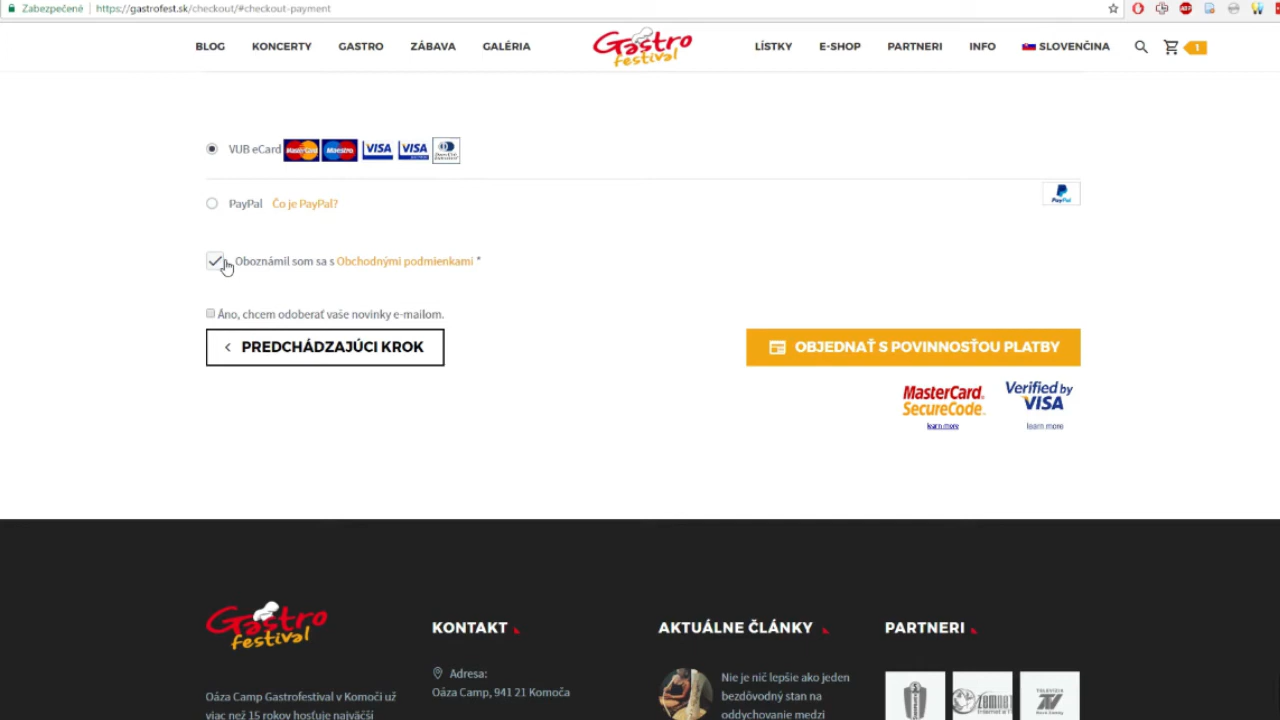 Zabezpečené https://gastrofest.sk/checkout/#checkout-payment
BLOG KONCERTY GASTRO ZÁBAVA GALÉRIA Gastro festival LÍSTKY E-SHOP PARTNERI INFO SLOVENČINA 1
VUB eCard MasterCard Maestro VISA VISA
PayPal Čo je PayPal? PayPal
Oboznámil som sa s Obchodnými podmienkami *
Áno, chcem odoberať vaše novinky e-mailom.
PREDCHÁDZAJÚCI KROK OBJEDNAŤ S POVINNOSŤOU PLATBY
MasterCard. SecureCode. learn more
Verified by VISA learn more
Gastro festival
Oáza Camp Gastrofestival v Komoči už
viac než 15 rokov hosťuje najväčší
KONTAKT
Adresa:
Oáza Camp, 941 21 Komoča
AKTUÁLNE ČLÁNKY
Nie je nič lepšie ako jeden
bezdôvodný stan na
oddychovanie medzi
PARTNERI